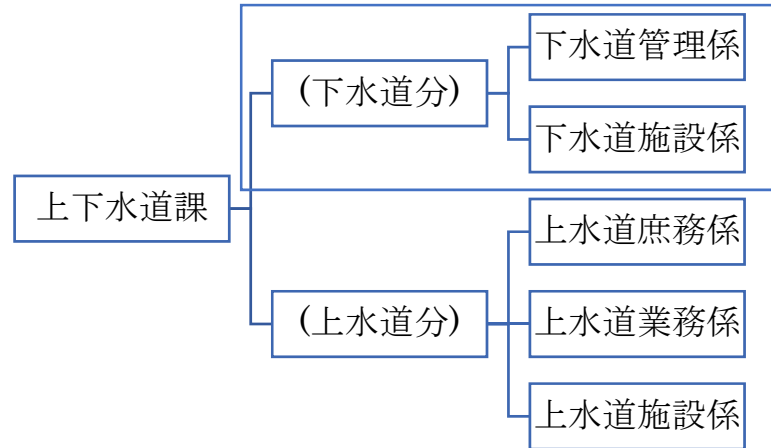 上下水道課
(下水道分)
下水道管理係
下水道施設係
(上水道分)
上水道庶務係
上水道業務係
上水道施設係